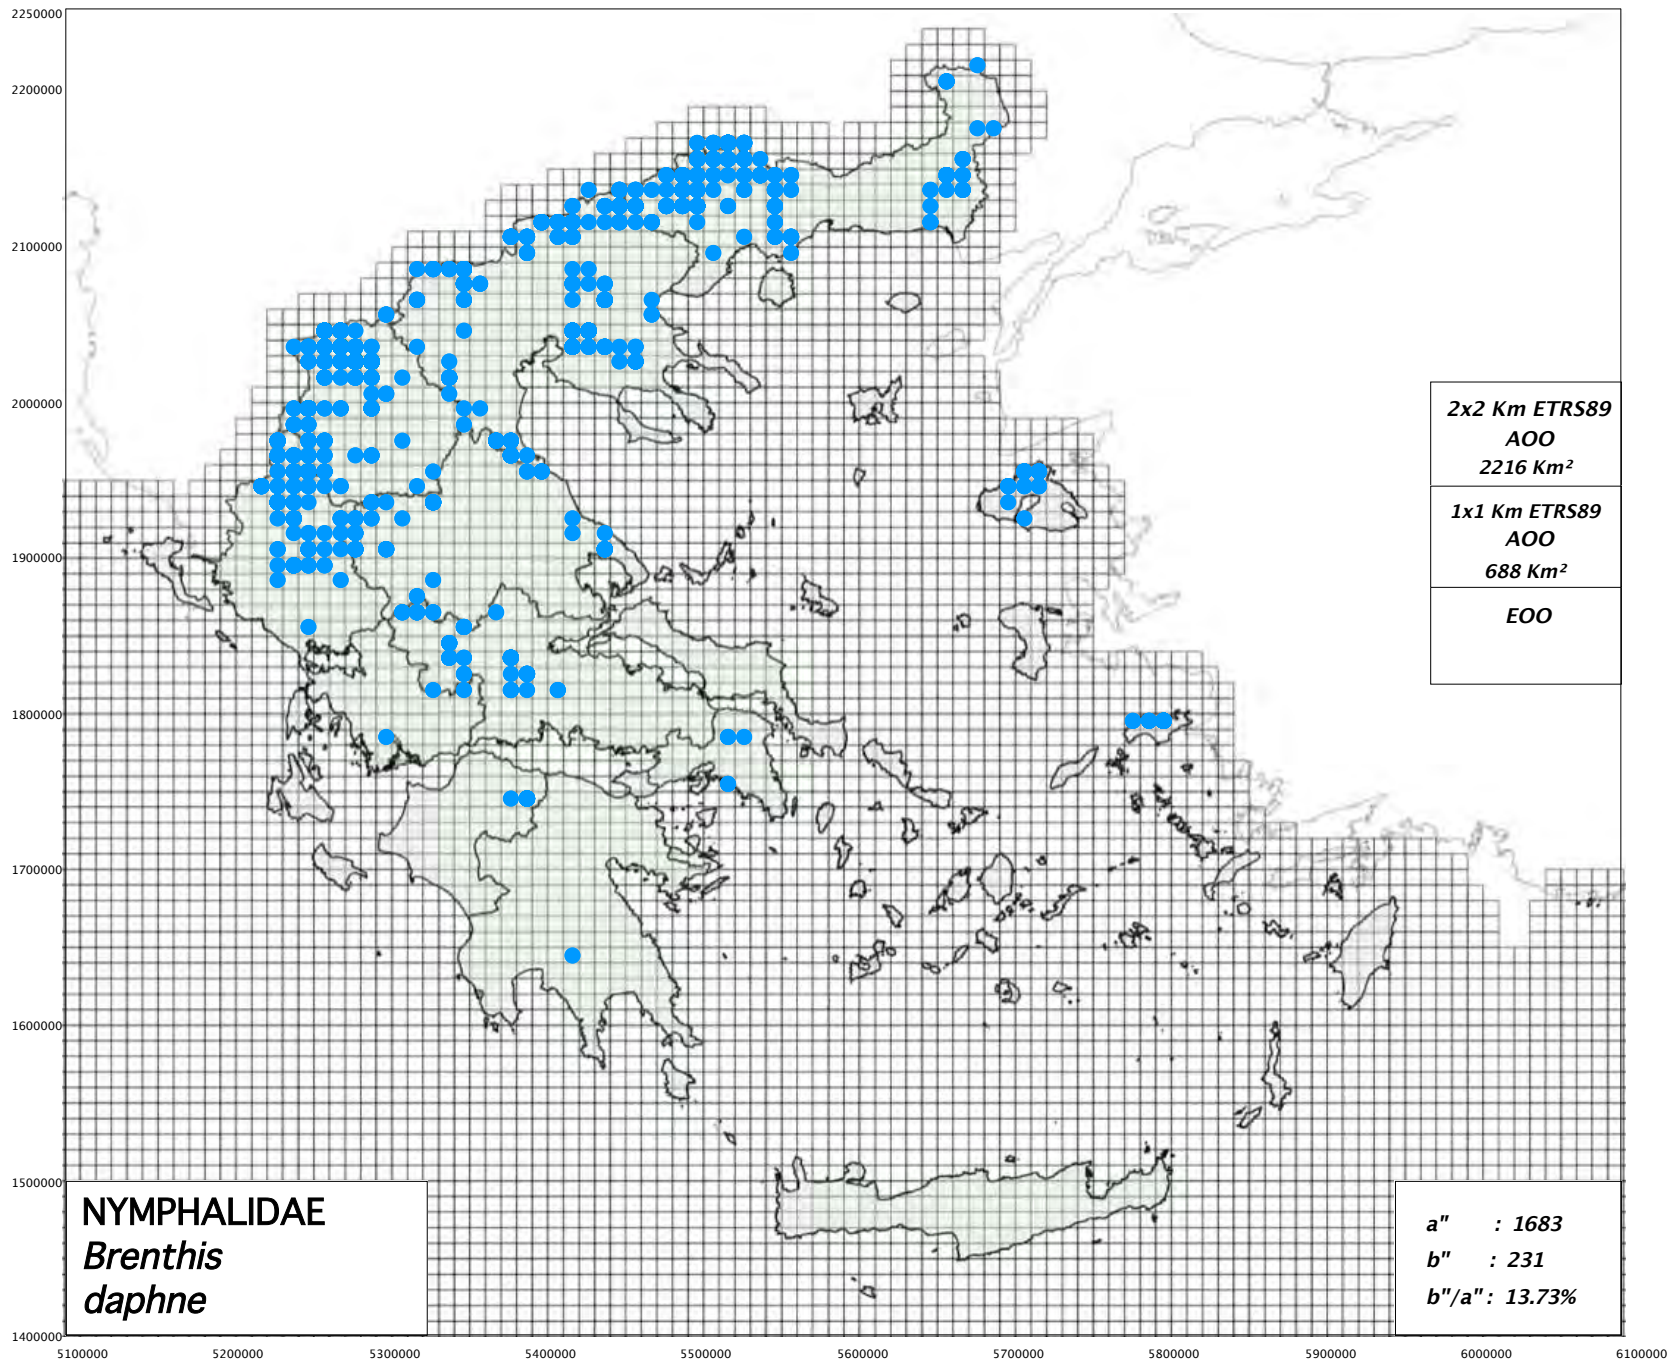 2250000
2200000
2100000
2000000
1900000
1800000
1700000
1600000
1500000
1400000
2x2 Km ETRS89
AOO
2216 Km²
1x1 Km ETRS89
AOO
688 Km²
EOO
NYMPHALIDAE
Brenthis
daphne
a" : 1683
b" : 231
b"/a" : 13.73%
5100000 5200000 5300000 5400000 5500000 5600000 5700000 5800000 5900000 6000000 6100000